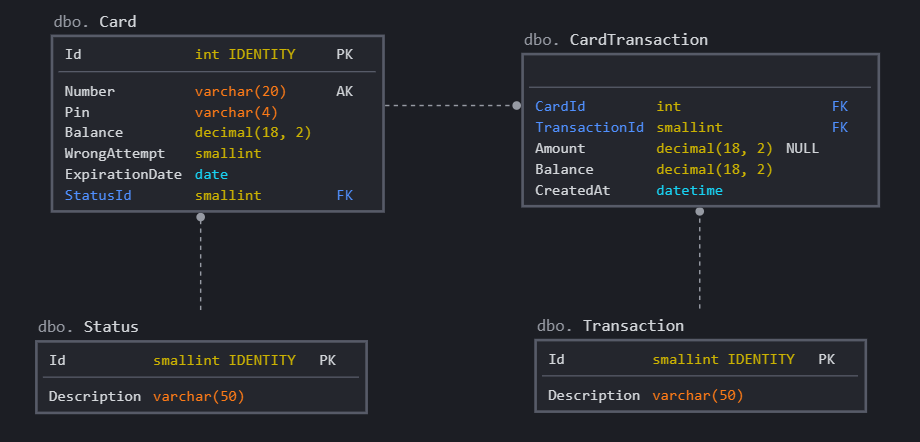 dbo. Card
Id int IDENTITY PK
Number varchar(20) AK
Pin varchar(4)
Balance decimal(18, 2)
WrongAttempt smallint
ExpirationDate date
StatusId smallint FK
dbo. CardTransaction
CardId int FK
TransactionId smallint FK
Amount decimal(18, 2) NULL
Balance decimal(18, 2)
CreatedAt datetime
dbo. Status
Id smallint IDENTITY PK
Description varchar(50)
dbo. Transaction
Id smallint IDENTITY PK
Description varchar(50)